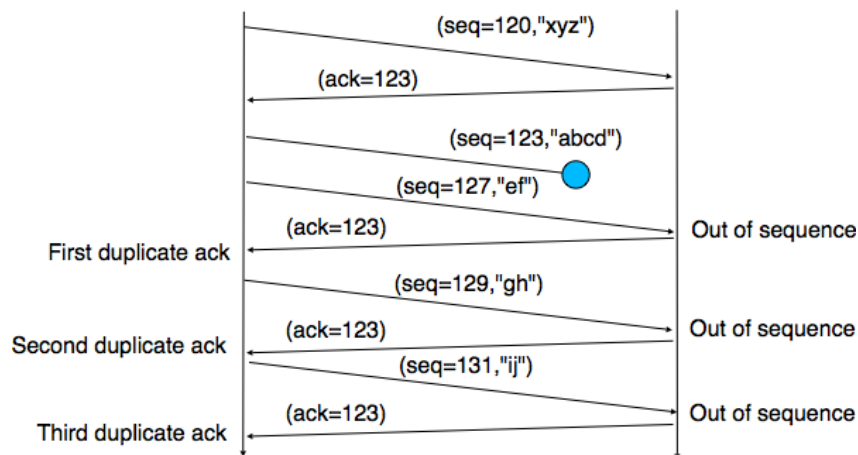 (seq=120,"xyz")
(ack=123)
(seq=123,"abcd")
(seq=127,"ef")
(ack=123)
Out of sequence
First duplicate ack
(seq=129,"gh")
(ack=123)
Out of sequence
Second duplicate ack
(seq=131,"ij")
(ack=123)
Out of sequence
Third duplicate ack